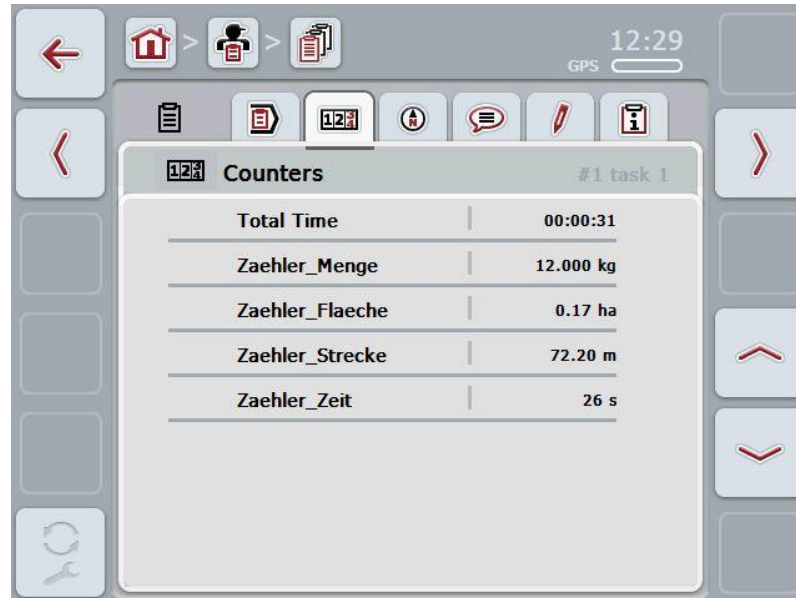 12:29
GPS
Counters #1 task 1
Total Time 00:00:31
Zaehler_Menge 12.000 kg
Zaehler_Flaeche 0.17 ha
Zaehler_Strecke 72.20 m
Zaehler_Zeit 26 s